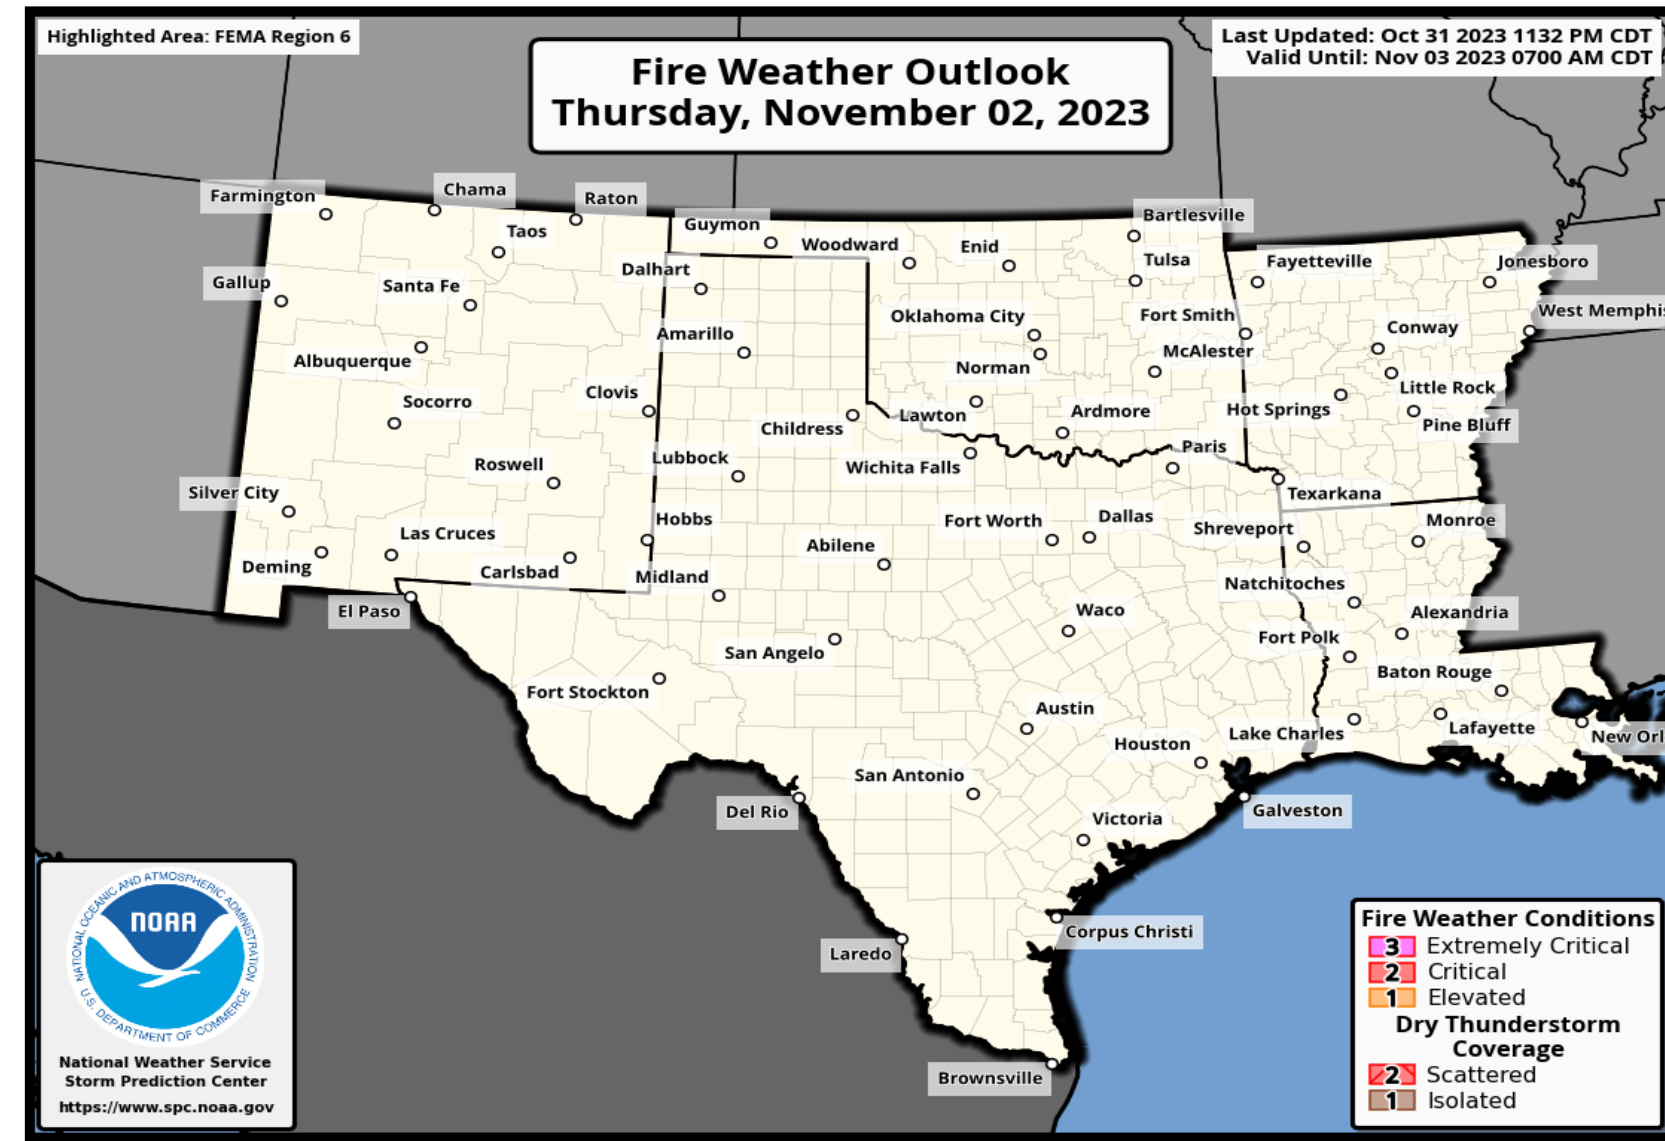 Highlighted Area: FEMA Region 6
Last Updated: Oct 31 2023 1132 PM CDT
Valid Until: Nov 03 2023 0700 AM CDT
Fire Weather Outlook
Thursday, November 02, 2023
Farmington
Chama
Raton
Taos
Guymon
Woodward
Enid
Bartlesville
Tulsa
Fayetteville
Jonesboro
Gallup
Santa Fe
Dalhart
Oklahoma City
Fort Smith
West Memphis
Amarillo
Conway
Albuquerque
Norman
McAlester
Little Rock
Socorro
Clovis
Childress
Lawton
Ardmore
Hot Springs
Pine Bluff
Roswell
Lubbock
Wichita Falls
Paris
Silver City
Texarkana
Hobbs
Fort Worth
Dallas
Shreveport
Monroe
Las Cruces
Abilene
Deming
Carlsbad
Midland
Natchitoches
El Paso
Waco
Alexandria
San Angelo
Fort Polk
Fort Stockton
Baton Rouge
Austin
Houston
Lake Charles
Lafayette
New Orl
San Antonio
Del Rio
Victoria
Galveston
Corpus Christi
Laredo
Brownsville
NATIONAL OCEANIC AND ATMOSPHERIC ADMINISTRATION
NOAA
U.S. DEPARTMENT OF COMMERCE
National Weather Service
Storm Prediction Center
https://www.spc.noaa.gov
Fire Weather Conditions
3 Extremely Critical
2 Critical
1 Elevated
Dry Thunderstorm
Coverage
2 Scattered
1 Isolated